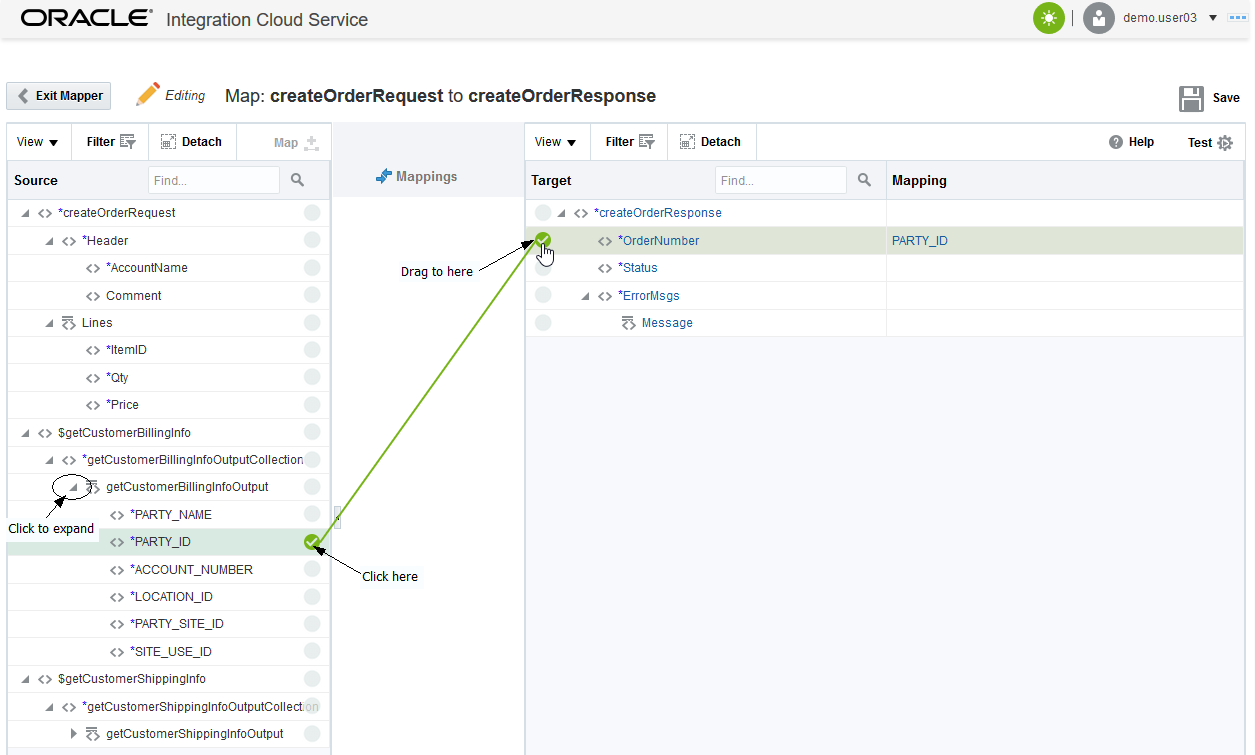 ORACLE® Integration Cloud Service demo.user03
Exit Mapper Editing Map: createOrderRequest to createOrderResponse Save
View Filter Detach Map View Filter Detach Help Test
Source Find... Mappings Target Find... Mapping
*createOrderRequest *createOrderResponse
*Header *OrderNumber PARTY_ID
*AccountName Drag to here *Status
Comment *ErrorMsgs
Lines Message
*ItemID
*Qty
*Price
$getCustomerBillingInfo
*getCustomerBillingInfoOutputCollection
getCustomerBillingInfoOutput
*PARTY_NAME
Click to expand
*PARTY_ID
*ACCOUNT_NUMBER Click here
*LOCATION_ID
*PARTY_SITE_ID
*SITE_USE_ID
$getCustomerShippingInfo
*getCustomerShippingInfoOutputCollection
getCustomerShippingInfoOutput